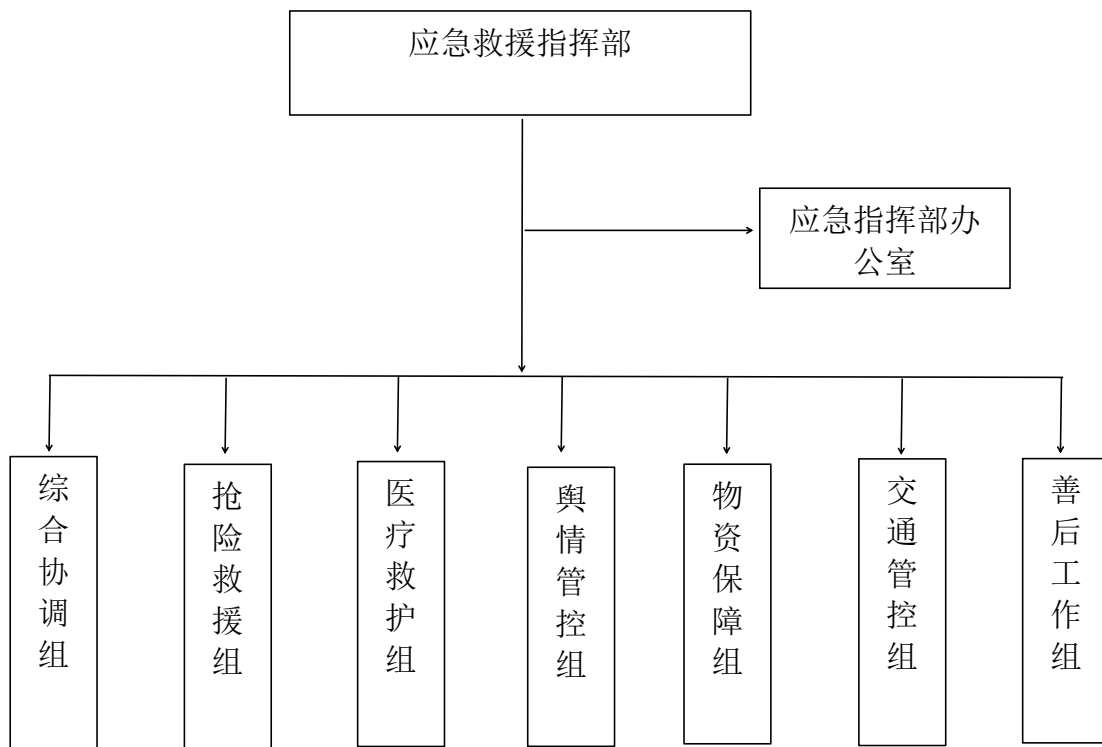 应急救援指挥部
应急指挥部办
公室
综合协调组
抢险救援组
医疗救护组
舆情管控组
物资保障组
交通管控组
善后工作组